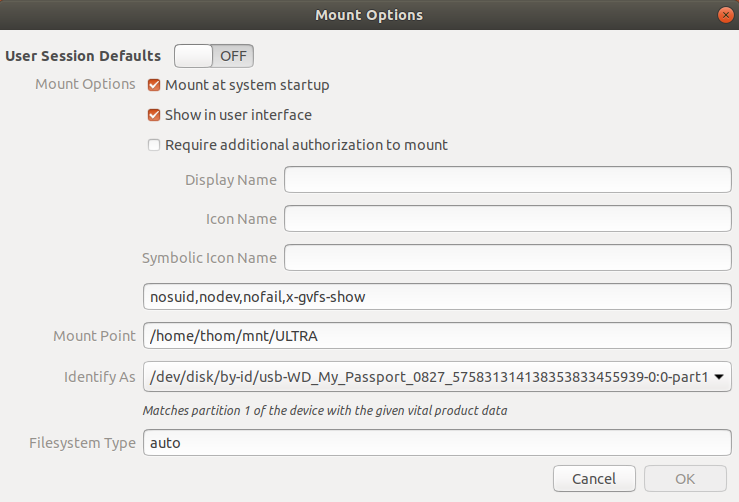 Mount Options
User Session Defaults OFF
Mount Options Mount at system startup
Show in user interface
Require additional authorization to mount
Display Name
Icon Name
Symbolic Icon Name
nosuid,nodev,nofail,x-gvfs-show
Mount Point /home/thom/mnt/ULTRA
Identify As /dev/disk/by-id/usb-WD_My_Passport_0827_575831314138353833455939-0:0-part1
Matches partition 1 of the device with the given vital product data
Filesystem Type auto
Cancel OK